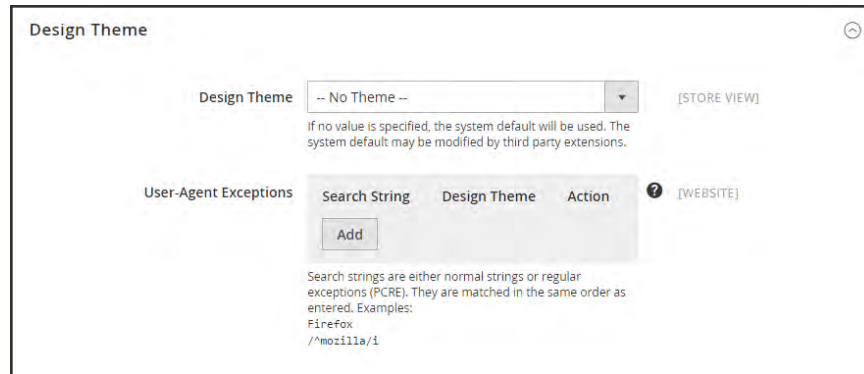 Design Theme
Design Theme
-- No Theme --
[STORE VIEW]
If no value is specified, the system default will be used. The
system default may be modified by third party extensions.
User-Agent Exceptions
Search String Design Theme Action
? [WEBSITE]
Add
Search strings are either normal strings or regular
exceptions (PCRE). They are matched in the same order as
entered. Examples:
Firefox
/^mozilla/i